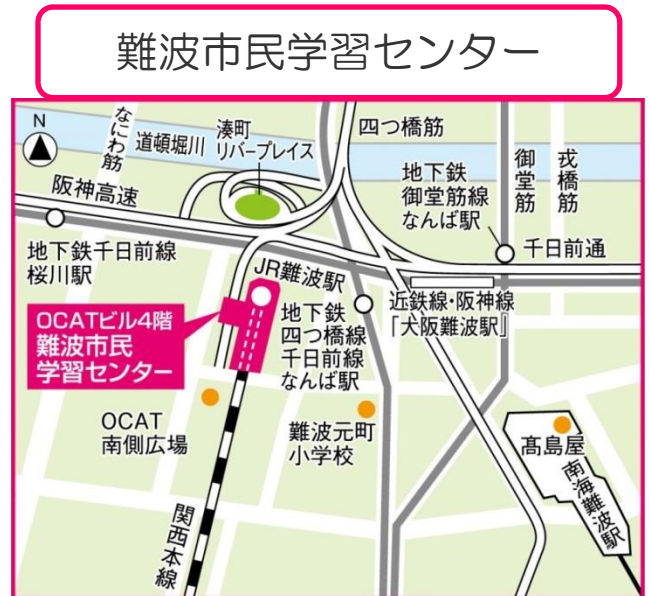 難波市民学習センター
N
なにわ筋
道頓堀川
湊町
リバープレイス
四つ橋筋
御堂筋
戎橋筋
阪神高速
地下鉄
御堂筋線
なんば駅
千日前通
地下鉄千日前線
桜川駅
JR難波駅
近鉄線・阪神線
「大阪難波駅」
OCATビル4階
難波市民
学習センター
地下鉄
四つ橋線
千日前線
なんば駅
OCAT
南側広場
難波元町
小学校
髙島屋
南海難波駅
関西本線